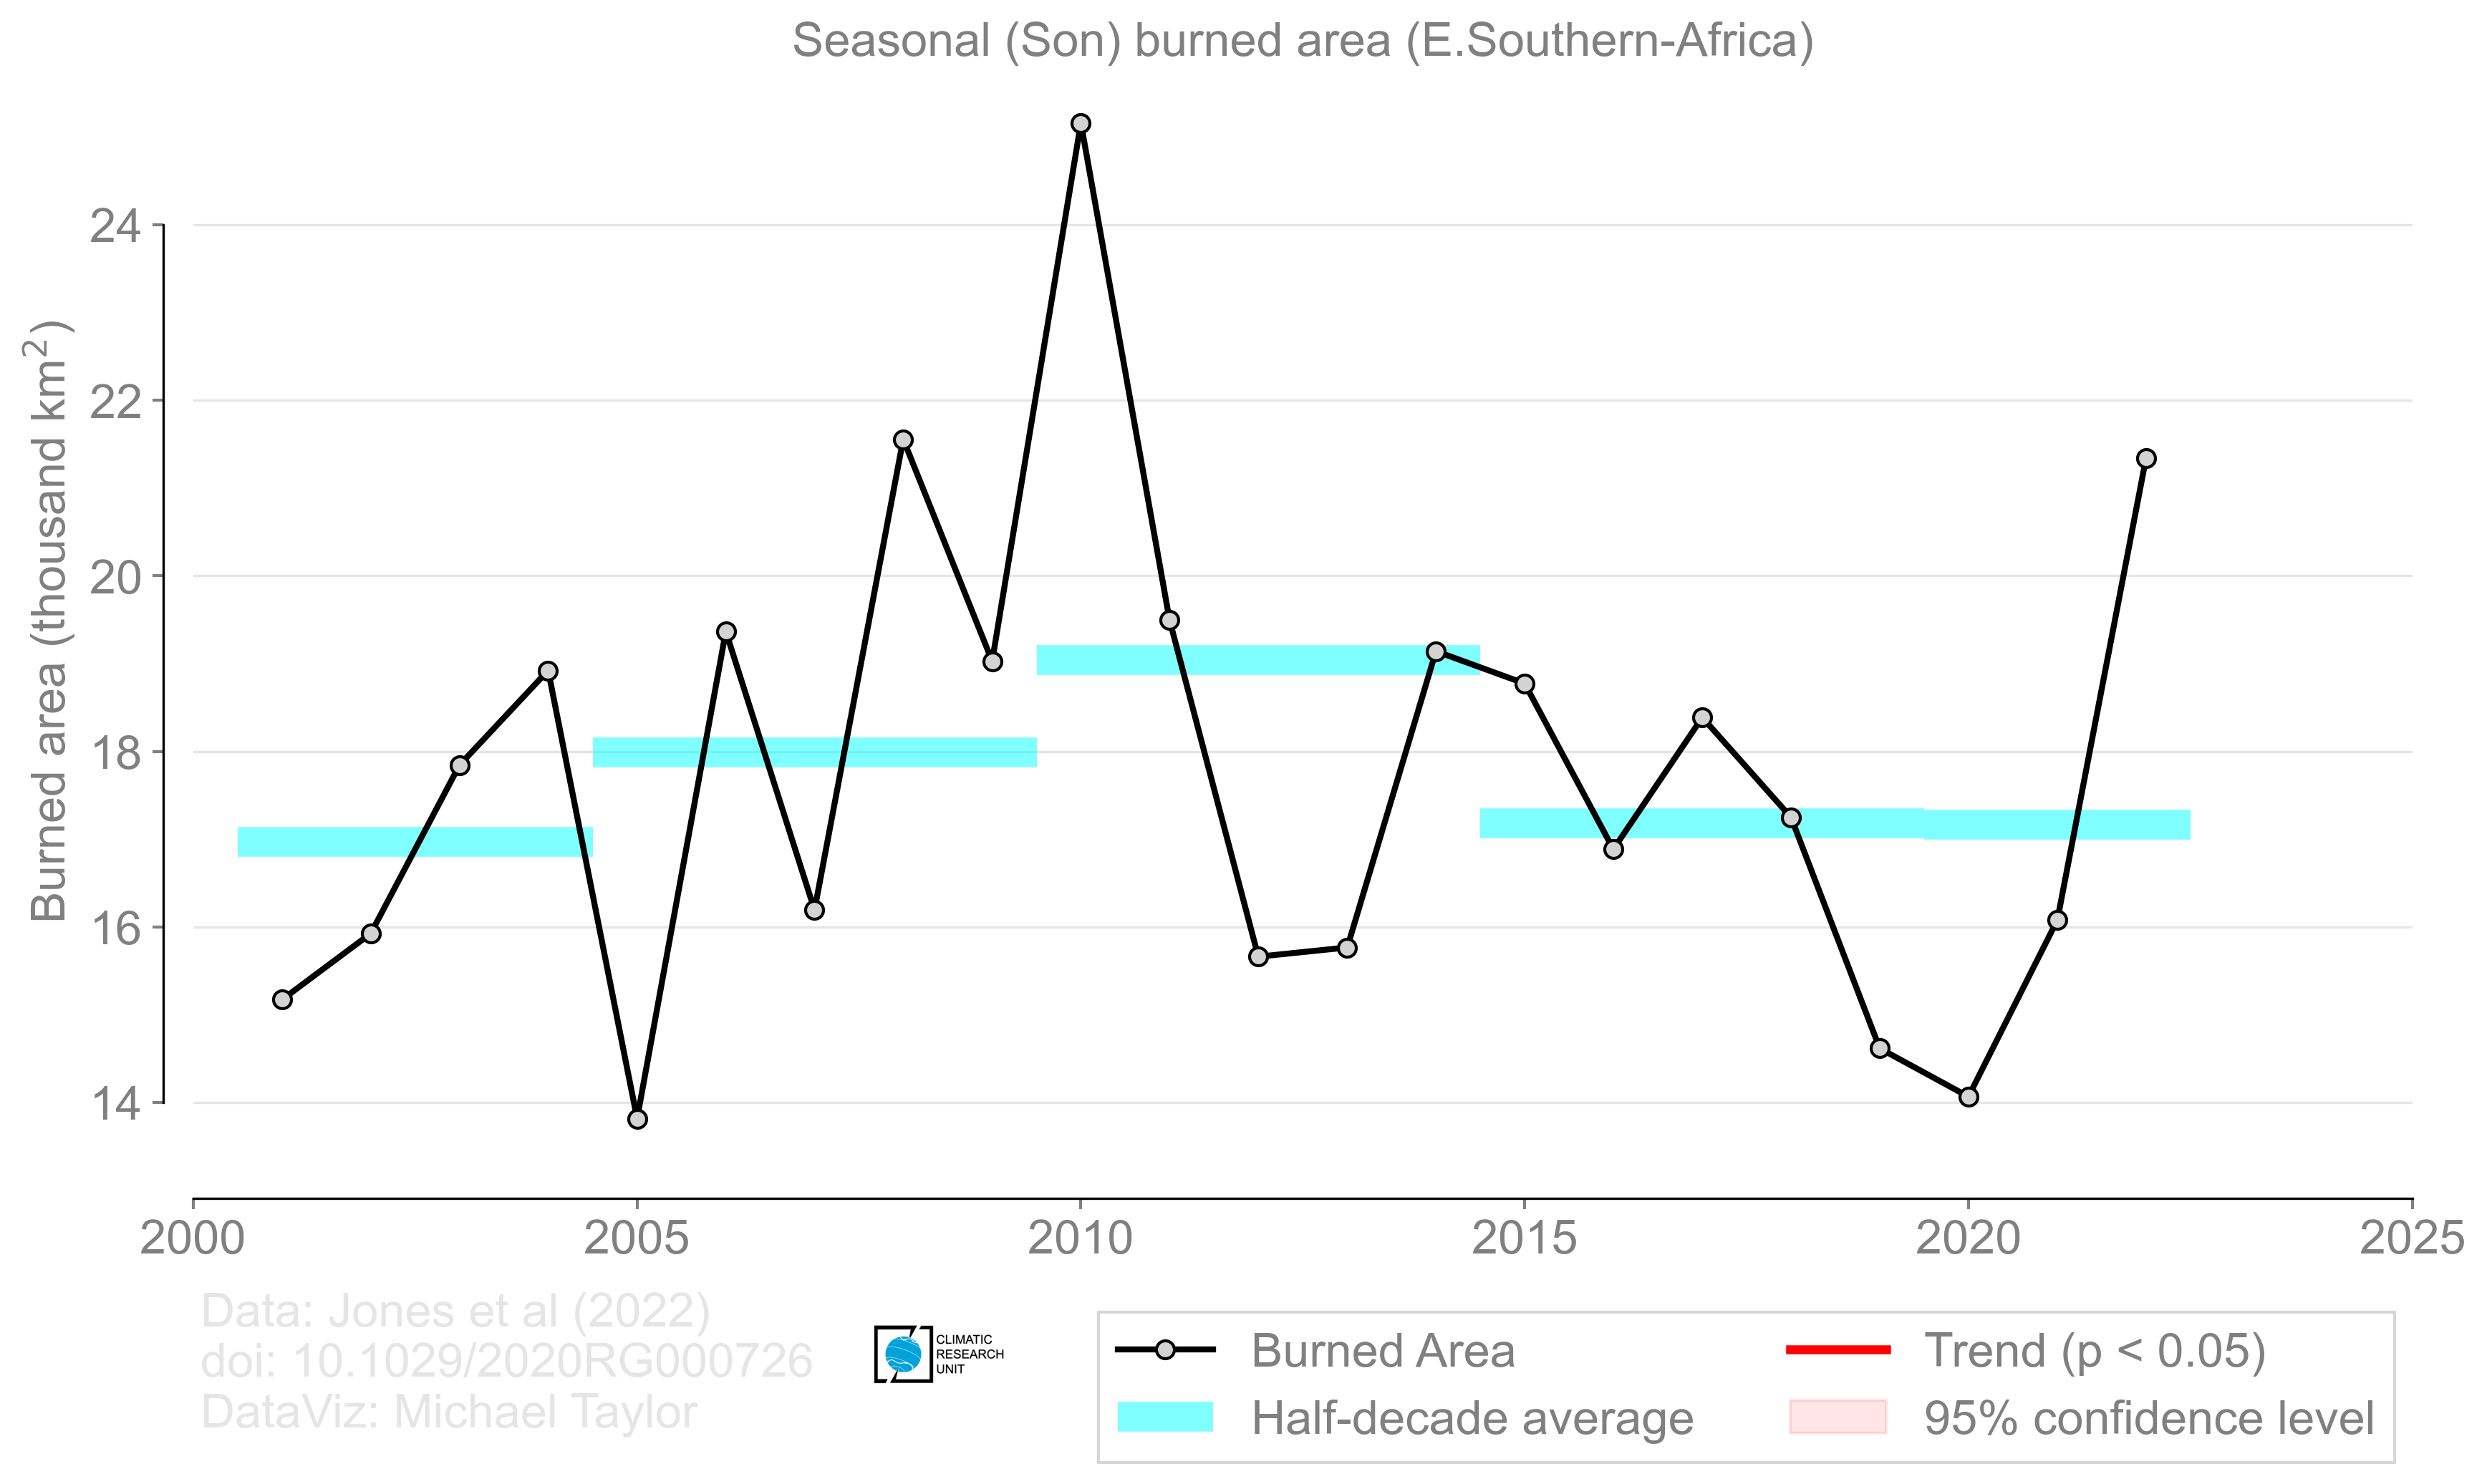 Seasonal (Son) burned area (E.Southern-Africa)
Burned area (thousand km²)
24
22
20
18
16
14
2000 2005 2010 2015 2020 2025
Data: Jones et al (2022)
doi: 10.1029/2020RG000726
DataViz: Michael Taylor
CLIMATIC
RESEARCH
UNIT
Burned Area
Half-decade average
Trend (p < 0.05)
95% confidence level